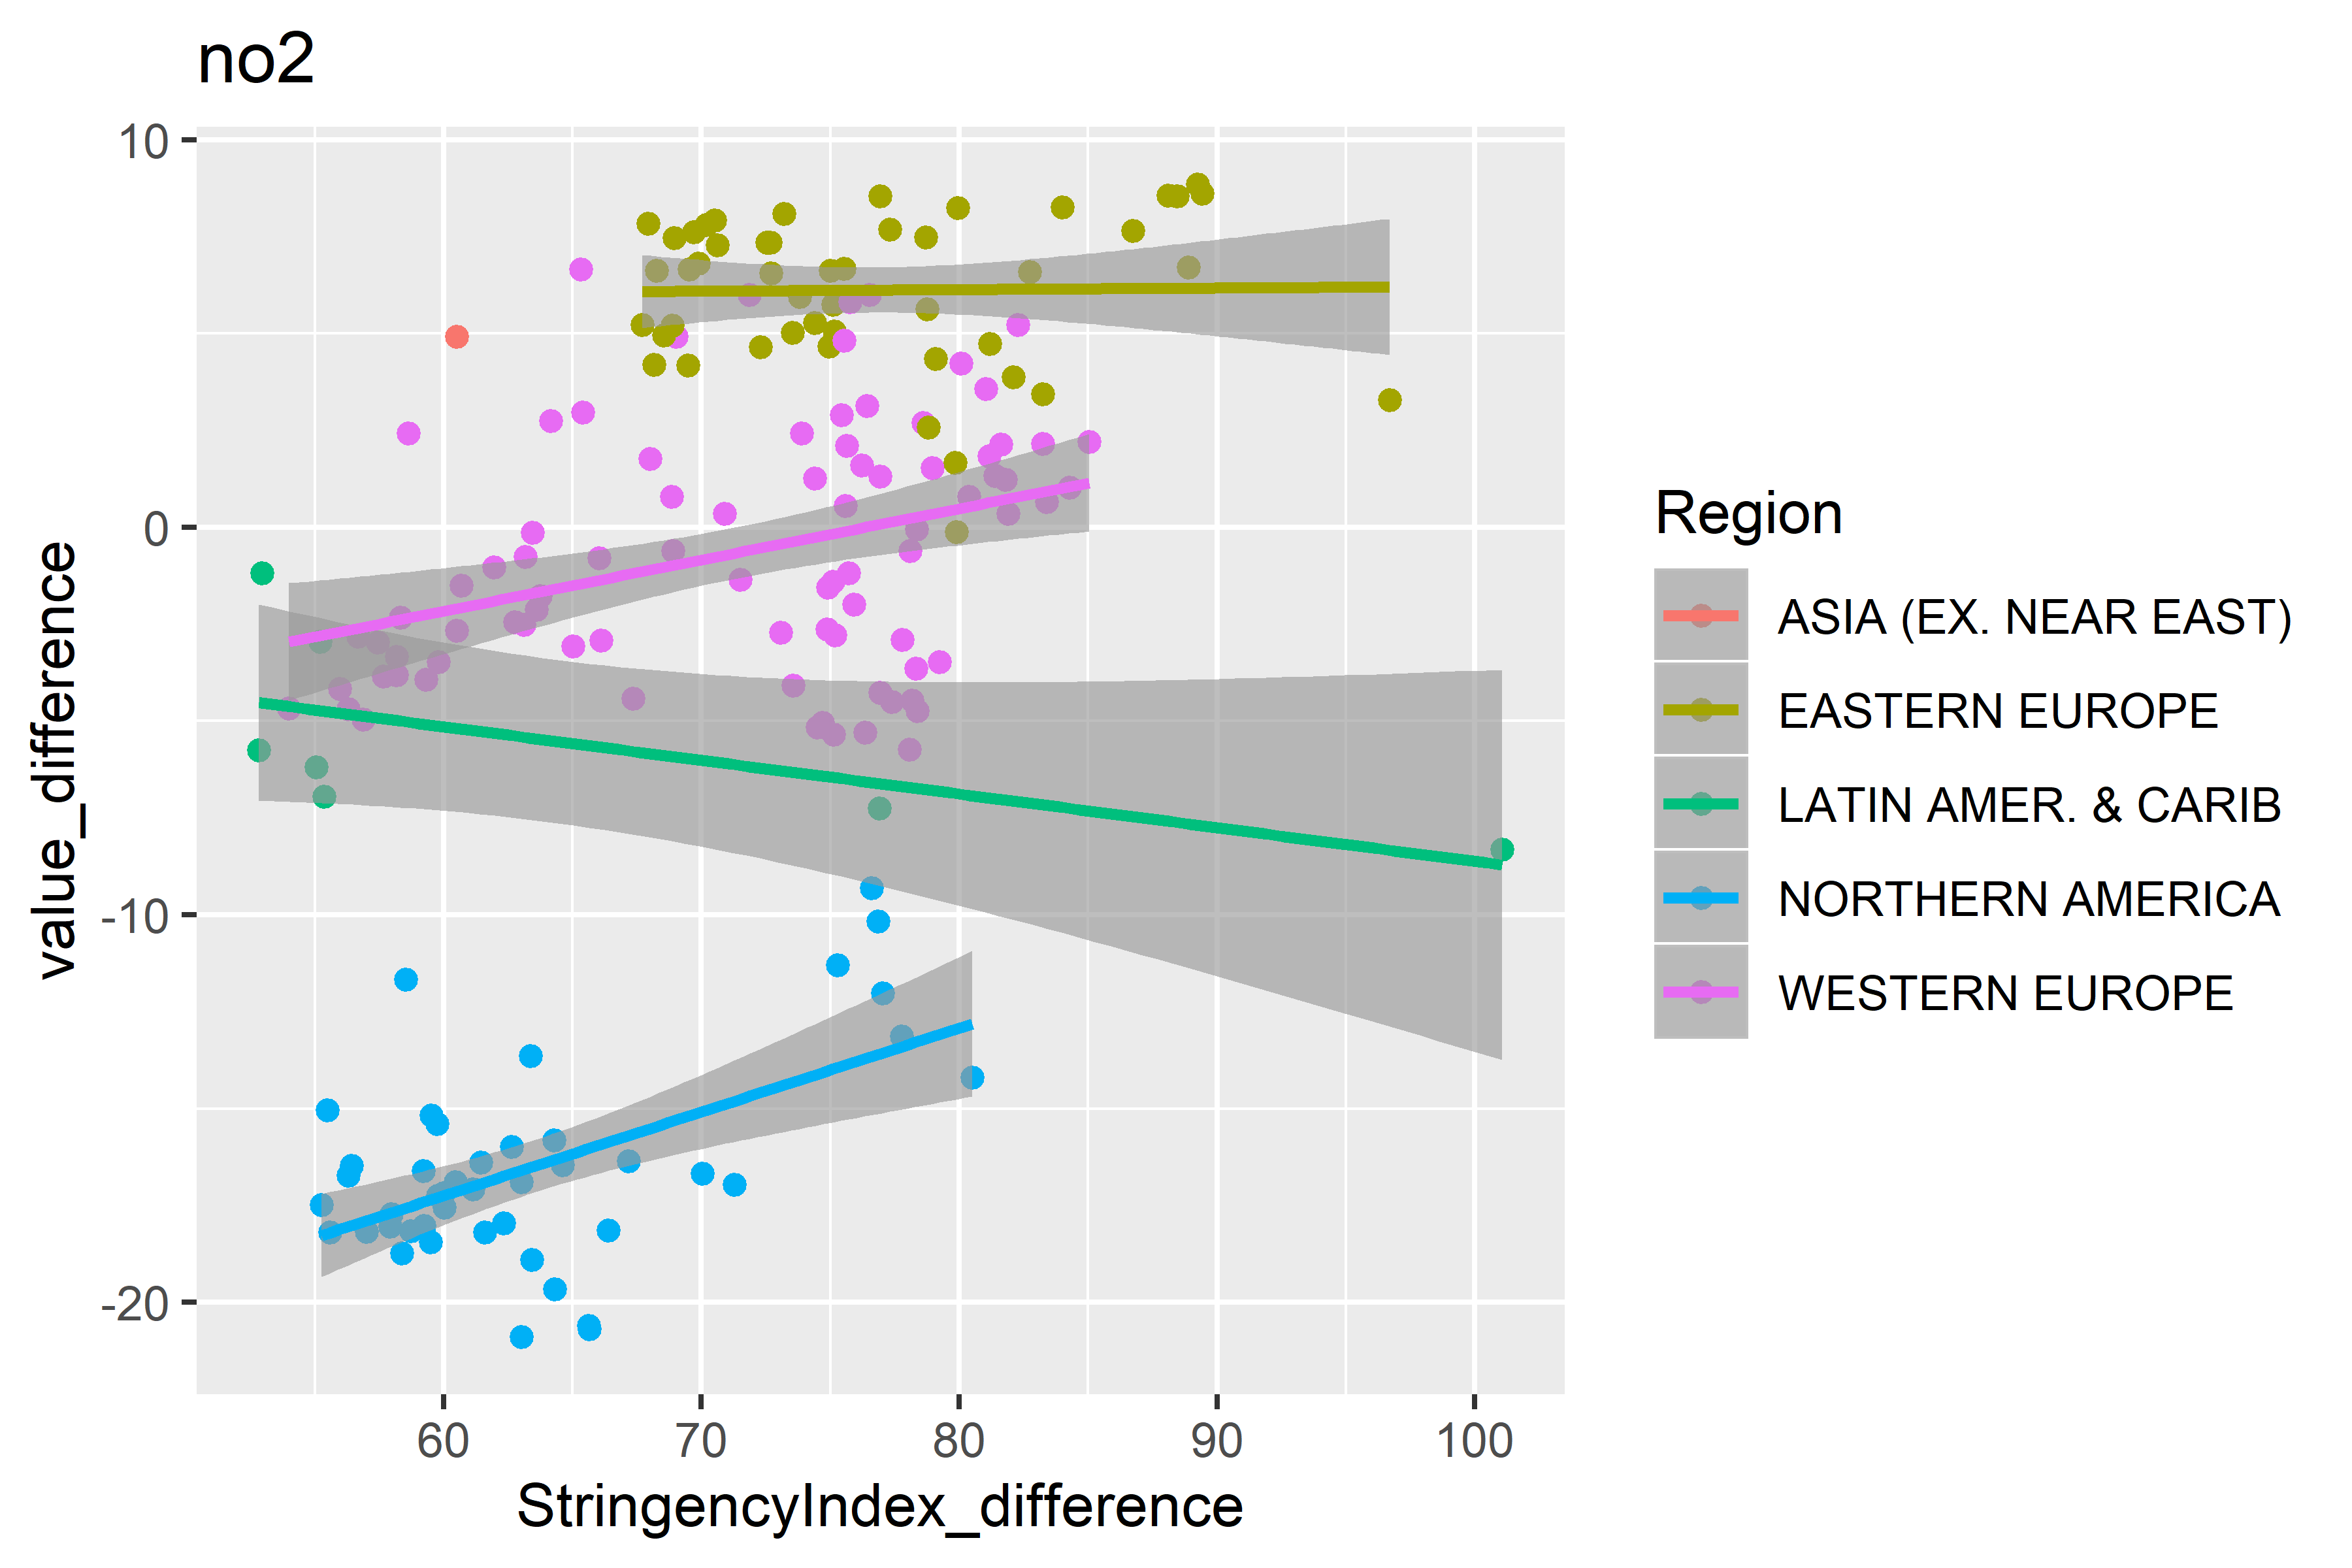 no2
10
0
-10
-20
value_difference
60 70 80 90 100
StringencyIndex_difference
Region
ASIA (EX. NEAR EAST)
EASTERN EUROPE
LATIN AMER. & CARIB
NORTHERN AMERICA
WESTERN EUROPE